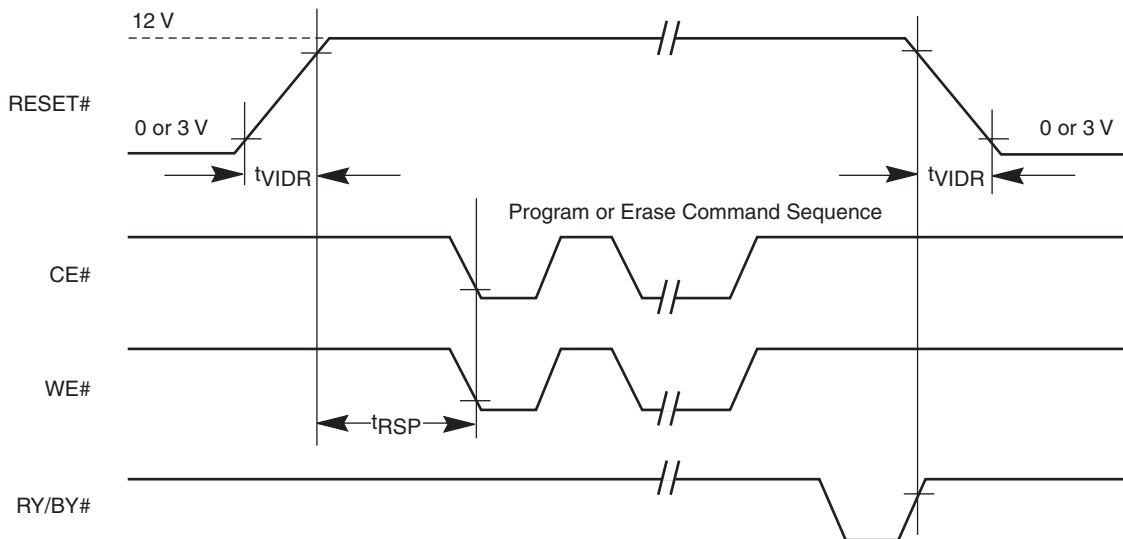 12 V
RESET#
0 or 3 V
0 or 3 V
tVIDR
tVIDR
Program or Erase Command Sequence
CE#
WE#
tRSP
RY/BY#